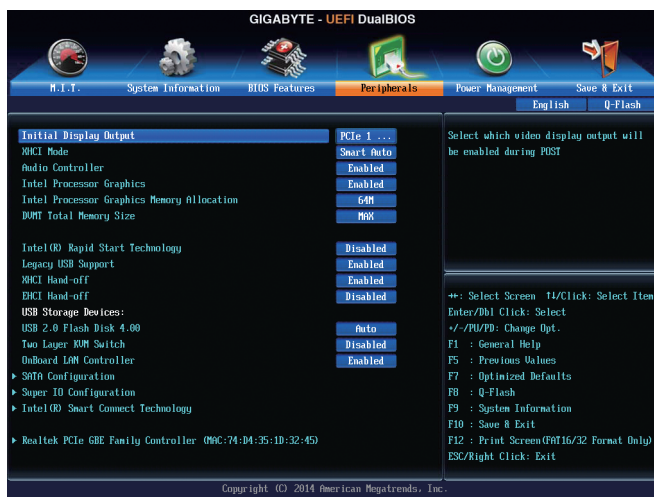 GIGABYTE - UEFI DualBIOS
M.I.T. System Information BIOS Features Peripherals Power Management Save & Exit
English Q-Flash
Initial Display Output PCIe 1 ...
XHCI Mode Smart Auto
Audio Controller Enabled
Intel Processor Graphics Enabled
Intel Processor Graphics Memory Allocation 64M
DVMT Total Memory Size MAX
Intel(R) Rapid Start Technology Disabled
Legacy USB Support Enabled
XHCI Hand-off Enabled
EHCI Hand-off Disabled
USB Storage Devices:
USB 2.0 Flash Disk 4.00 Auto
Two Layer KVM Switch Disabled
OnBoard LAN Controller Enabled
SATA Configuration
Super IO Configuration
Intel(R) Smart Connect Technology
Realtek PCIe GBE Family Controller (MAC:74:D4:35:1D:32:45)
Select which video display output will
be enabled during POST
→←: Select Screen ↑↓/Click: Select Item
Enter/Dbl Click: Select
+/-/PU/PD: Change Opt.
F1 : General Help
F5 : Previous Values
F7 : Optimized Defaults
F8 : Q-Flash
F9 : System Information
F10 : Save & Exit
F12 : Print Screen(FAT16/32 Format Only)
ESC/Right Click: Exit
Copyright (C) 2014 American Megatrends, Inc.